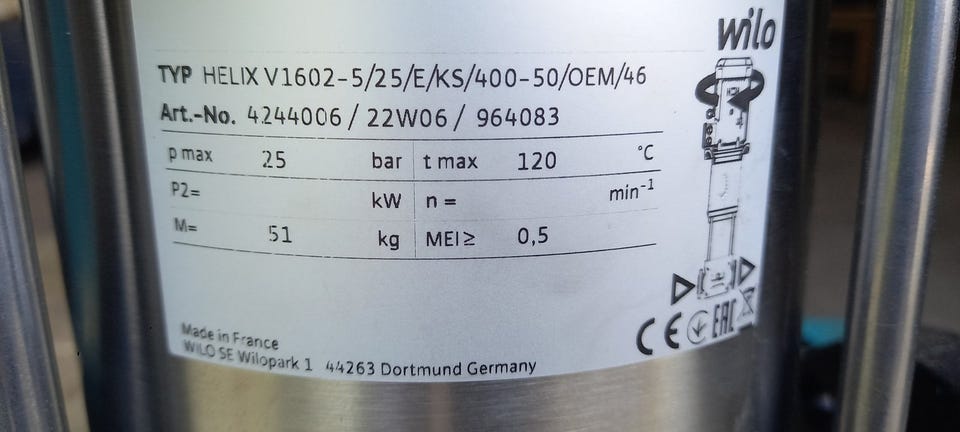 wilo
TYP HELIX V1602-5/25/E/KS/400-50/OEM/46
Art.-No. 4244006 / 22W06 / 964083
p max 25 bar t max 120 °C
P2= kW n = min-1
M= 51 kg MEI≥ 0,5
CE EAC
Made in France
WILO SE Wilopark 1 44263 Dortmund Germany